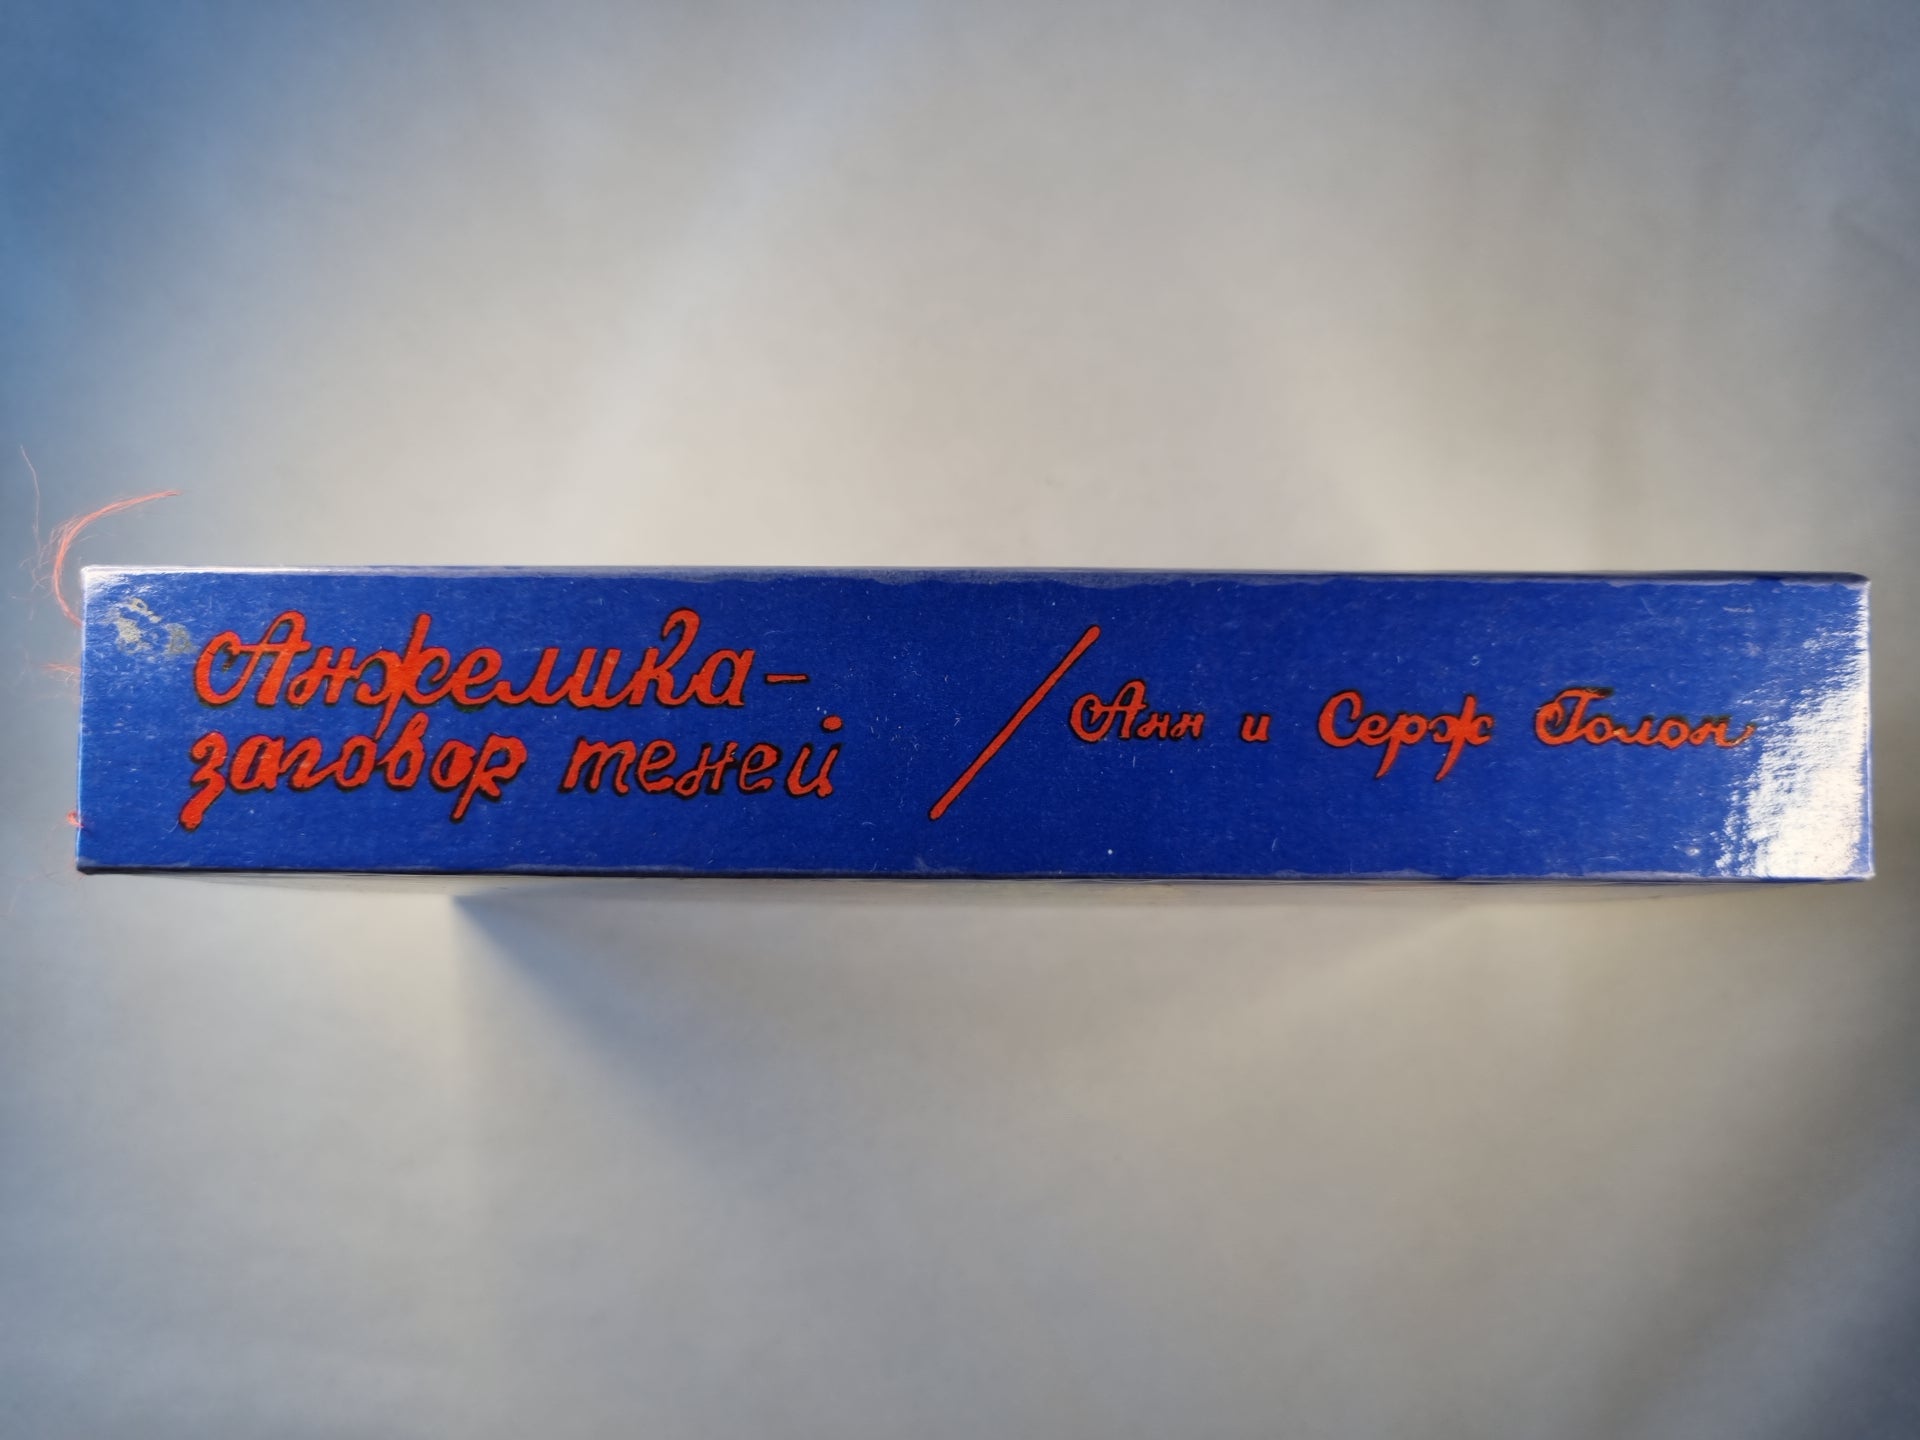 Анжелика-
заговор теней
/ Анн и Серж Голон